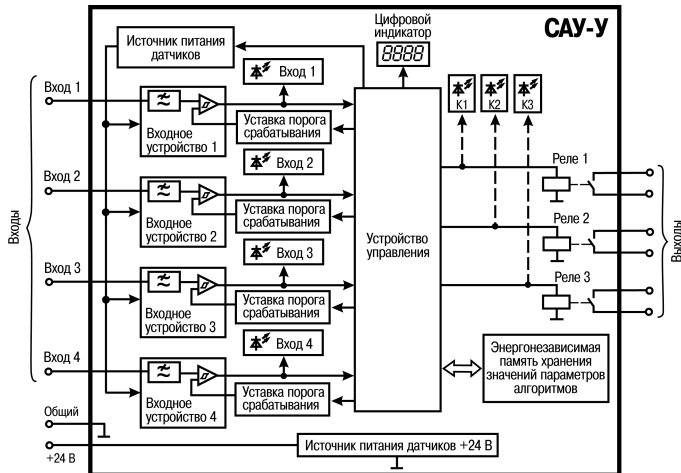 САУ-У
Цифровой
индикатор
8888
Источник питания
датчиков
Входы
Вход 1
Входное
устройство 1
Вход 1
Уставка порога
срабатывания
Вход 2
Входное
устройство 2
Вход 2
Уставка порога
срабатывания
Вход 3
Входное
устройство 3
Вход 3
Уставка порога
срабатывания
Вход 4
Входное
устройство 4
Вход 4
Уставка порога
срабатывания
Общий
+24 В
Источник питания датчиков +24 В
Устройство
управления
К1
К2
К3
Реле 1
Реле 2
Реле 3
Выходы
Энергонезависимая
память хранения
значений параметров
алгоритмов